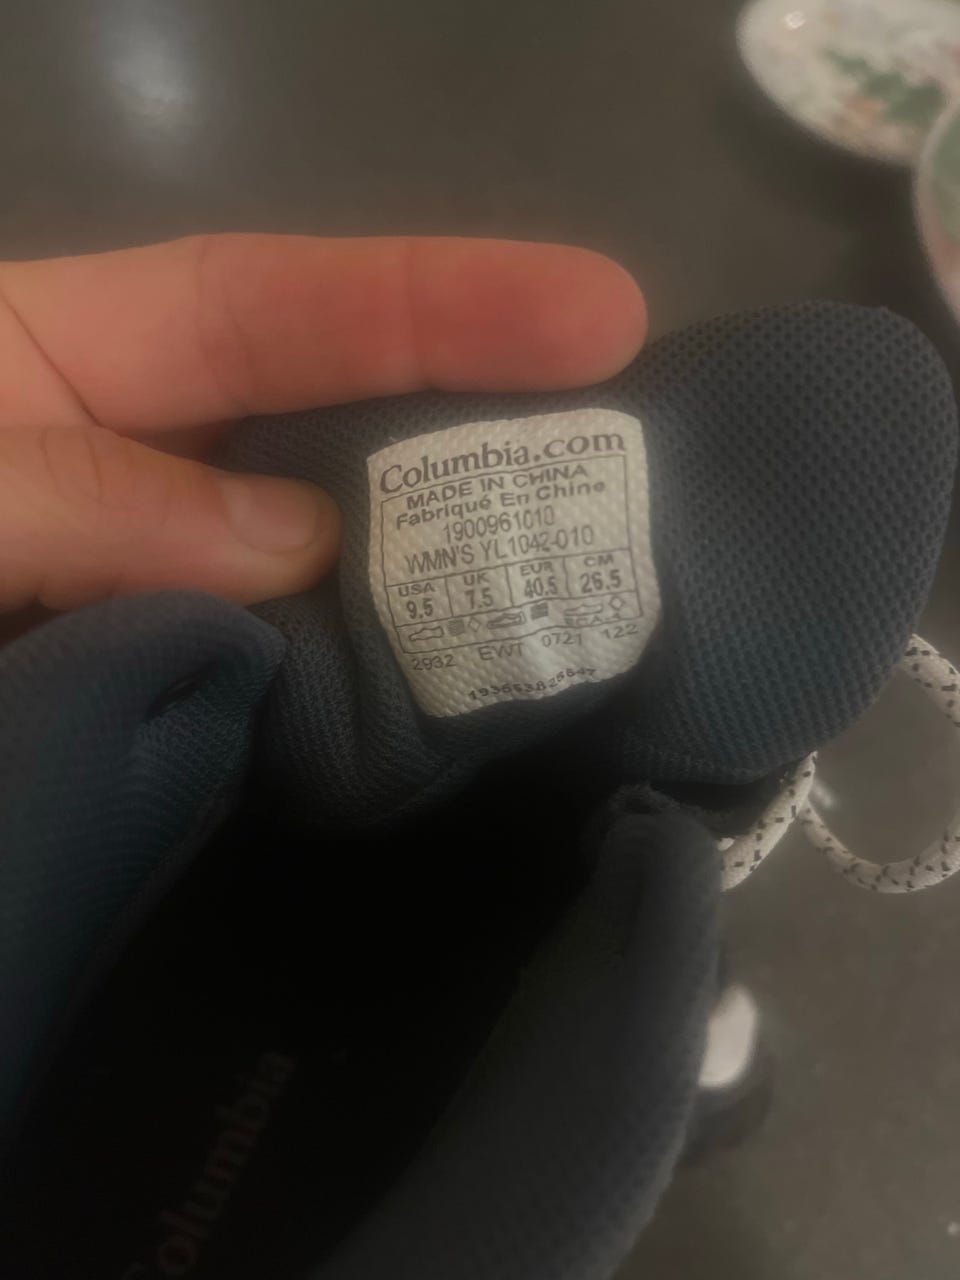 Columbia.com
MADE IN CHINA
Fabriqué En Chine
1900961010
WMN'S YL1042-010
USA UK EUR CM
9.5 7.5 40.5 26.5
2932 EWT 0721 122
Columbia